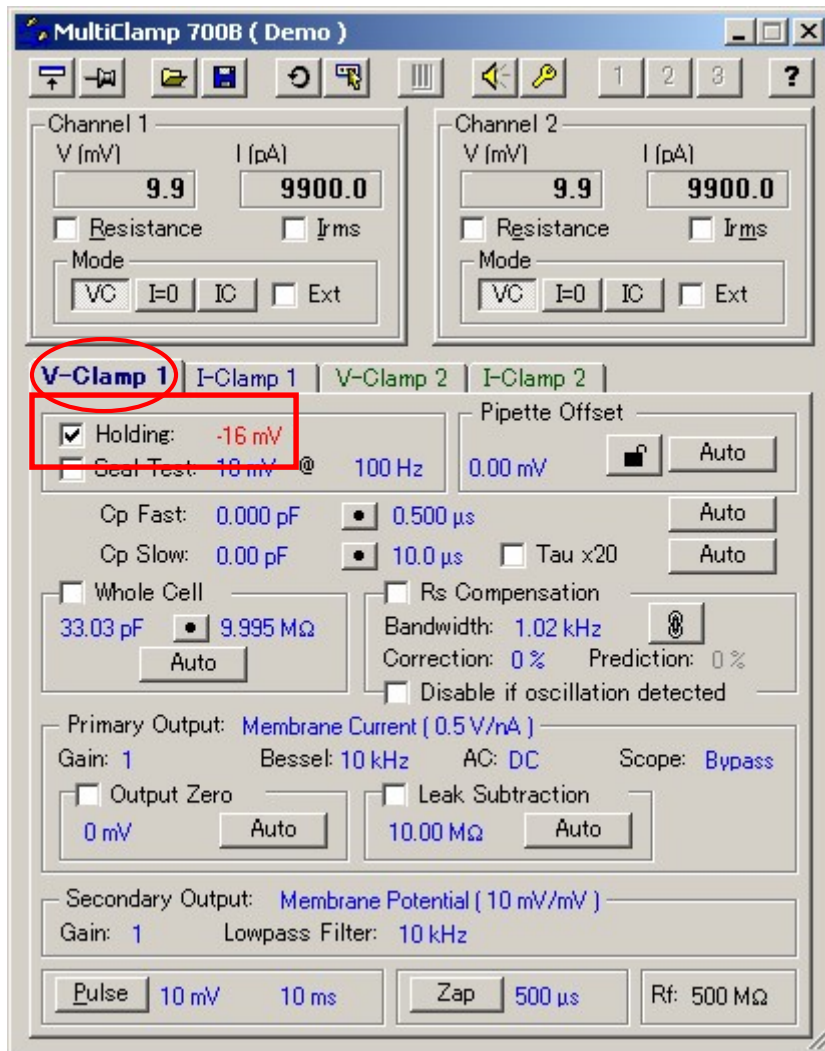 MultiClamp 700B ( Demo )
1 2 3 ?
Channel 1
V (mV) I (pA)
9.9 9900.0
Resistance Irms
Mode
VC I=0 IC Ext
Channel 2
V (mV) I (pA)
9.9 9900.0
Resistance Irms
Mode
VC I=0 IC Ext
V-Clamp 1 I-Clamp 1 V-Clamp 2 I-Clamp 2
Holding: -16 mV
Seal Test: 10 mV @ 100 Hz
Pipette Offset
0.00 mV Auto
Cp Fast: 0.000 pF 0.500 μs Auto
Cp Slow: 0.00 pF 10.0 μs Tau x20 Auto
Whole Cell
33.03 pF 9.995 MΩ
Auto
Rs Compensation
Bandwidth: 1.02 kHz
Correction: 0 % Prediction: 0 %
Disable if oscillation detected
Primary Output: Membrane Current ( 0.5 V/nA )
Gain: 1 Bessel: 10 kHz AC: DC Scope: Bypass
Output Zero
0 mV Auto
Leak Subtraction
10.00 MΩ Auto
Secondary Output: Membrane Potential ( 10 mV/mV )
Gain: 1 Lowpass Filter: 10 kHz
Pulse 10 mV 10 ms Zap 500 μs Rf: 500 MΩ